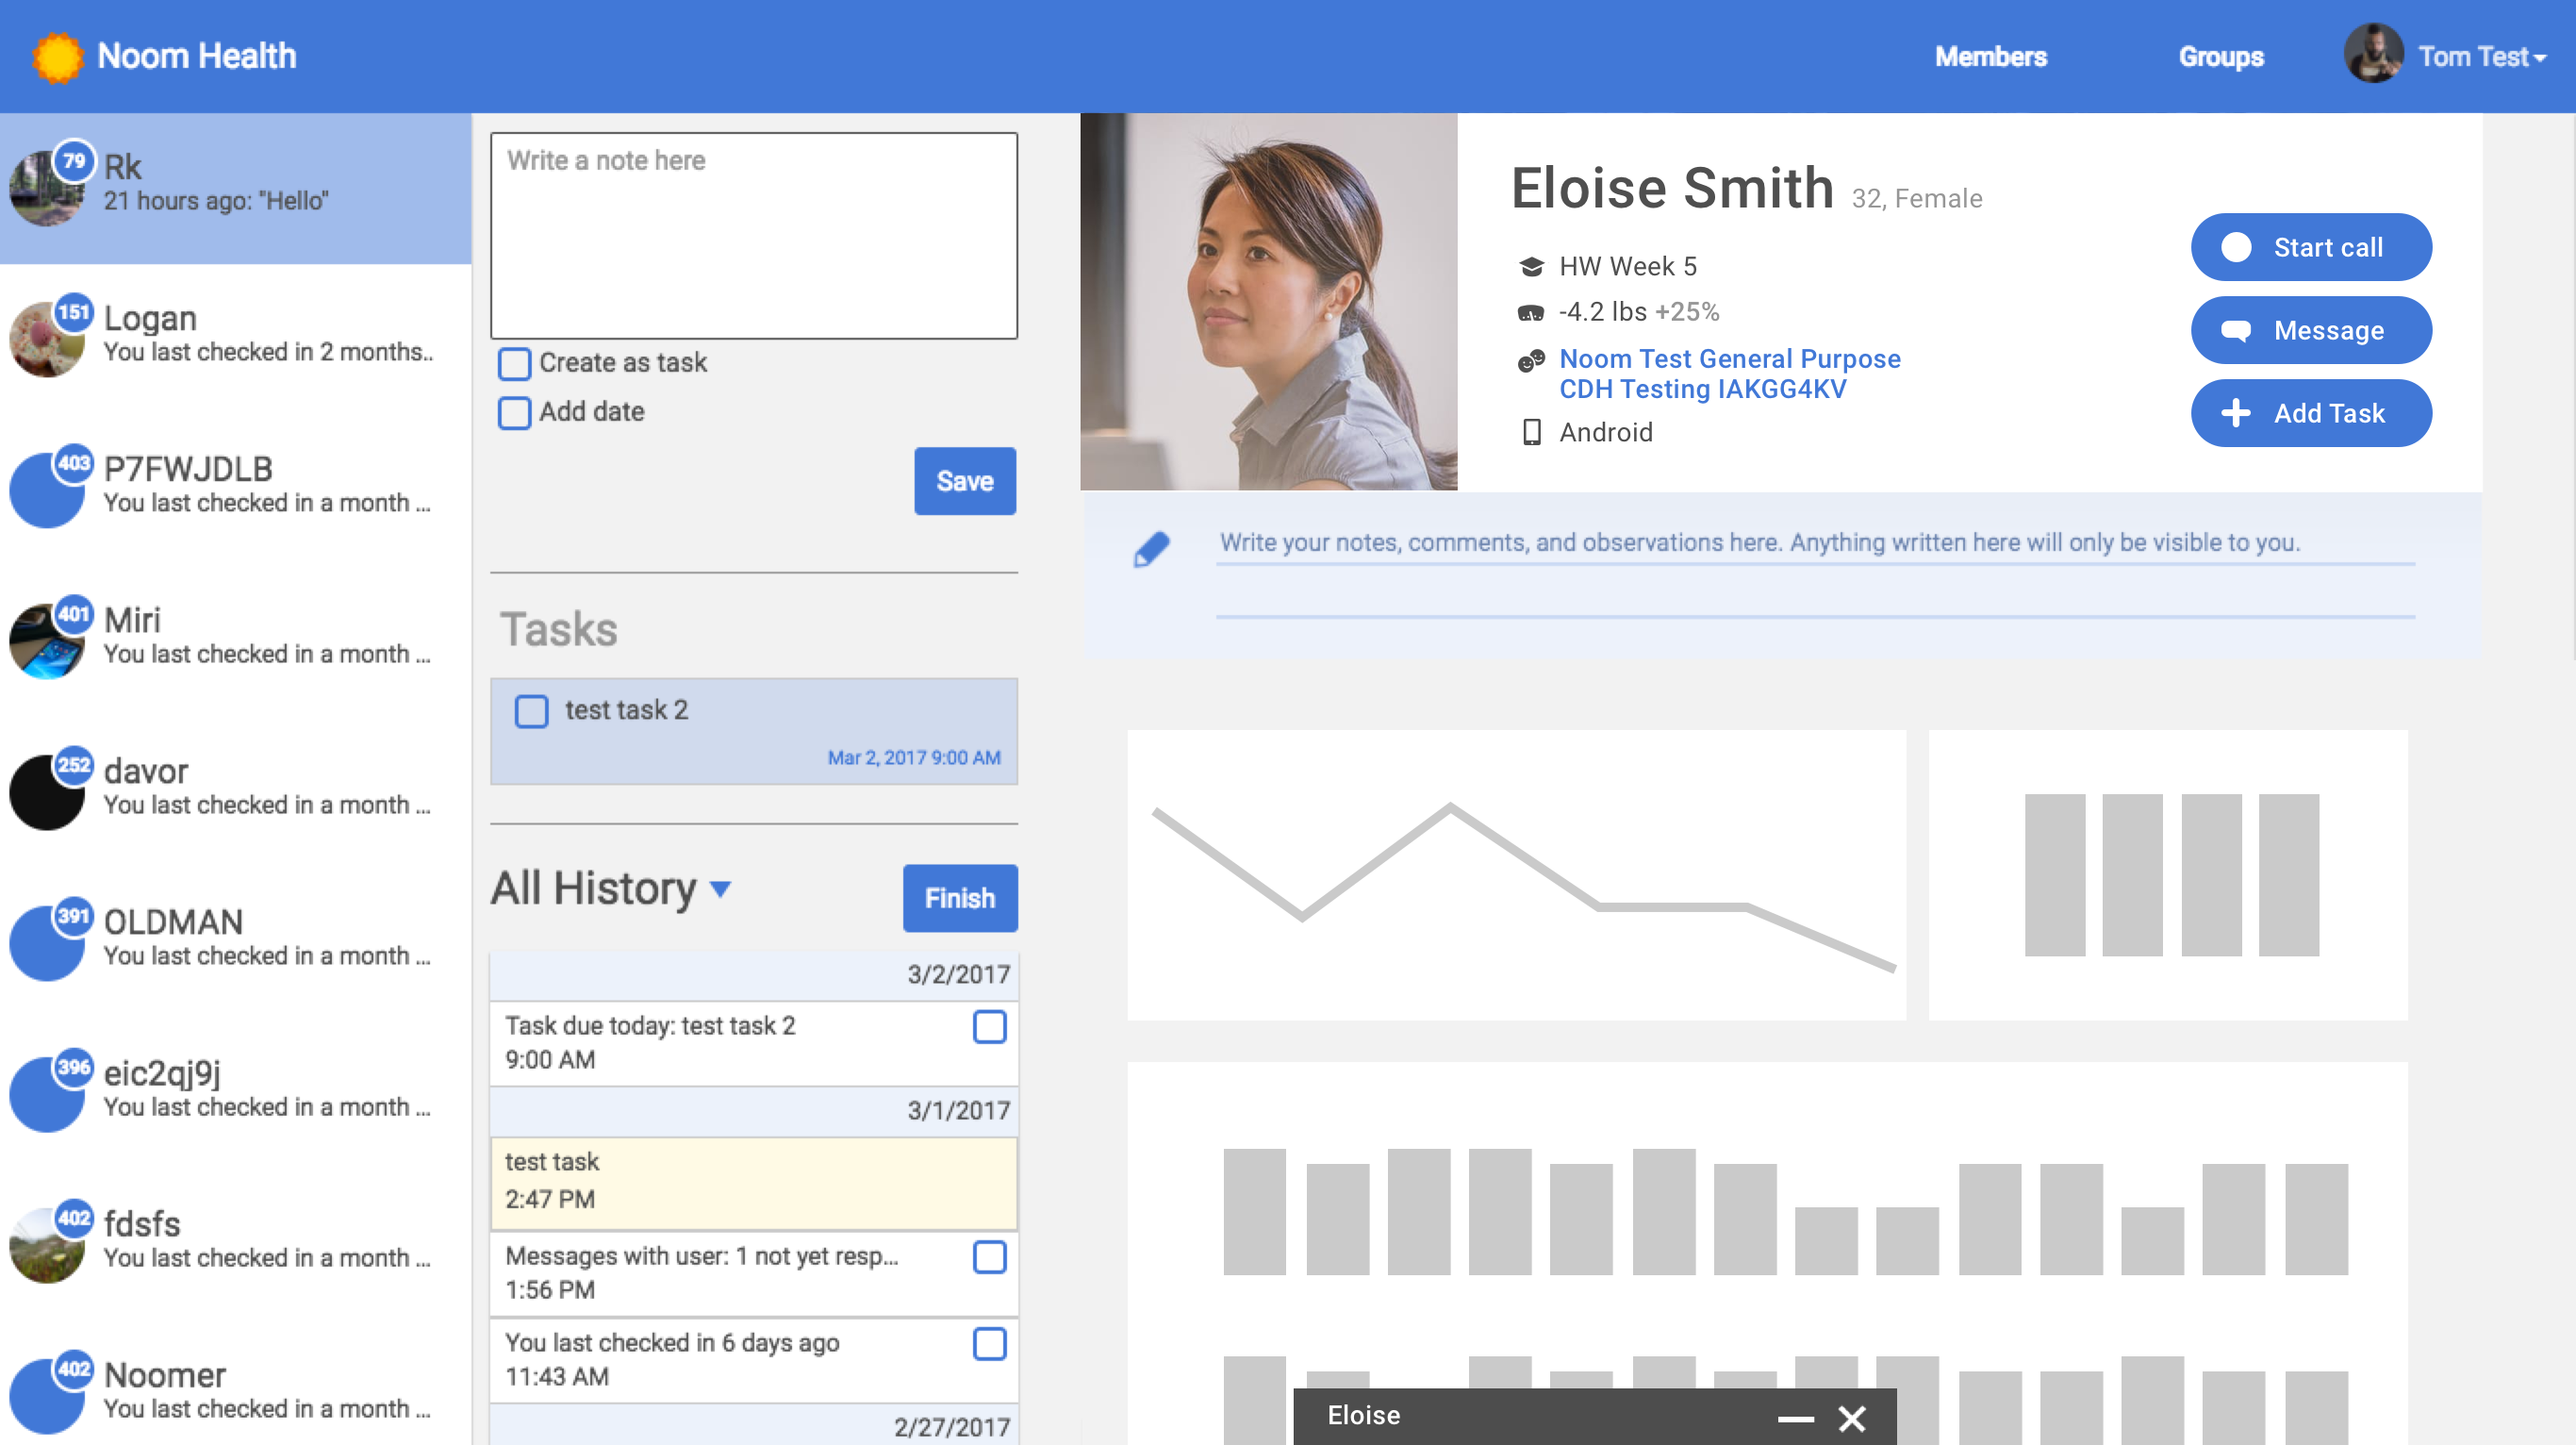 Noom Health
Members
Groups
Tom Test
79
Rk
21 hours ago: "Hello"
151
Logan
You last checked in 2 months..
403
P7FWJDLB
You last checked in a month ...
401
Miri
You last checked in a month ...
252
davor
You last checked in a month ...
391
OLDMAN
You last checked in a month ...
396
eic2qj9j
You last checked in a month ...
402
fdsfs
You last checked in a month ...
402
Noomer
You last checked in a month ...
Write a note here
Create as task
Add date
Save
Tasks
test task 2
Mar 2, 2017 9:00 AM
All History
Finish
3/2/2017
Task due today: test task 2
9:00 AM
3/1/2017
test task
2:47 PM
Messages with user: 1 not yet resp...
1:56 PM
You last checked in 6 days ago
11:43 AM
2/27/2017
Eloise Smith 32, Female
HW Week 5
-4.2 lbs +25%
Noom Test General Purpose
CDH Testing IAKGG4KV
Android
Start call
Message
Add Task
Write your notes, comments, and observations here. Anything written here will only be visible to you.
Eloise